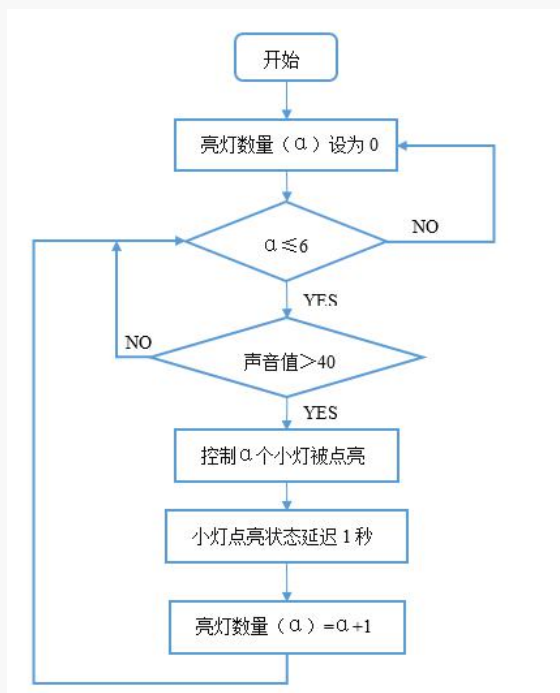 开始
亮灯数量（α）设为 0
α≤6
NO
YES
声音值＞40
NO
YES
控制α个小灯被点亮
小灯点亮状态延迟 1 秒
亮灯数量（α）=α+1